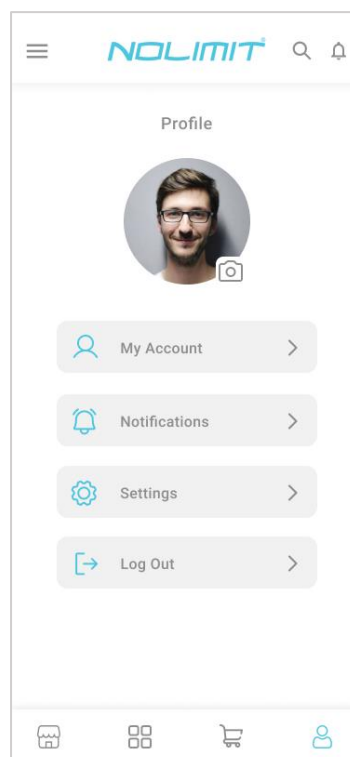 NOLIMIT®
Profile
My Account
Notifications
Settings
Log Out